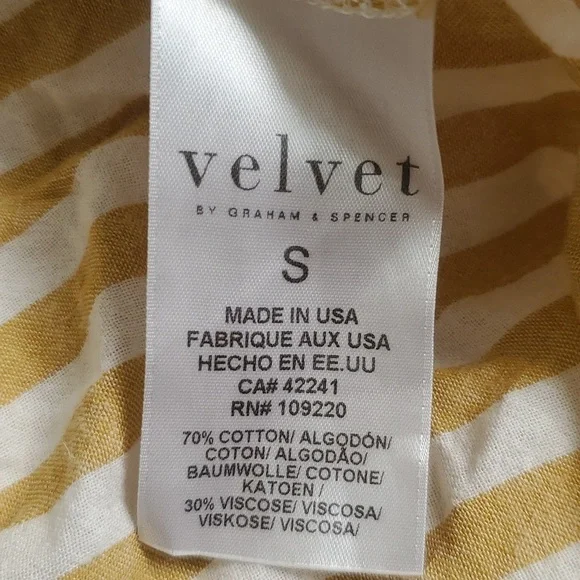 velvet
BY GRAHAM & SPENCER
S
MADE IN USA
FABRIQUE AUX USA
HECHO EN EE.UU
CA# 42241
RN# 109220
70% COTTON/ ALGODÓN/
COTON/ ALGODÃO/
BAUMWOLLE/ COTONE/
KATOEN /
30% VISCOSE/ VISCOSA/
VISKOSE/ VISCOSA/